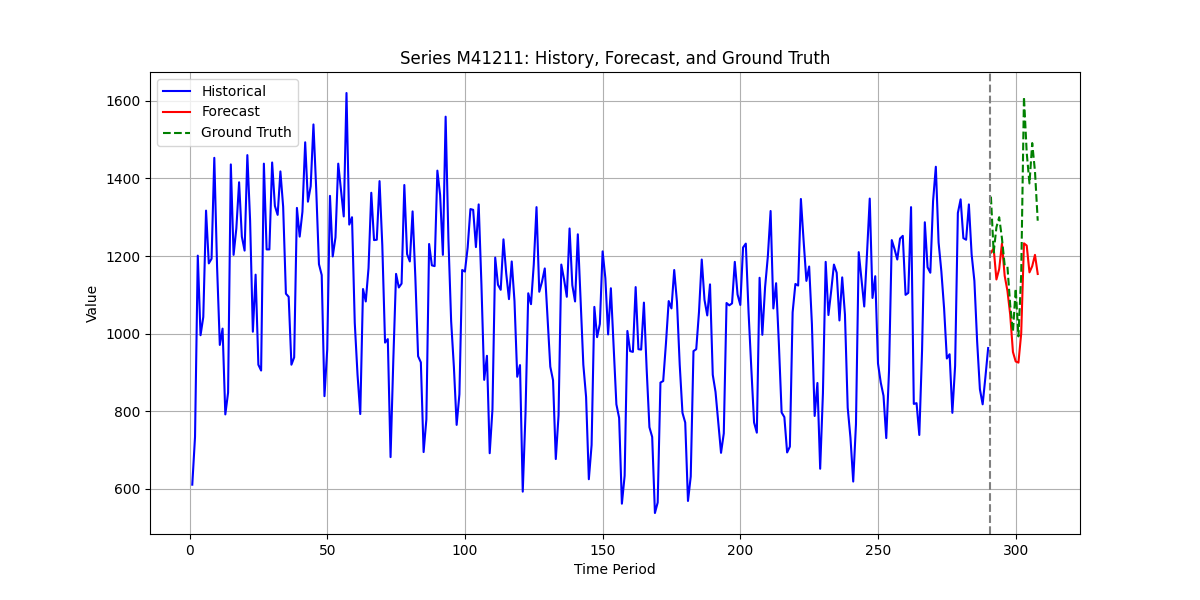 Series M41211: History, Forecast, and Ground Truth
Historical
Forecast
Ground Truth
1600
1400
1200
1000
800
600
Value
0
50
100
150
200
250
300
Time Period